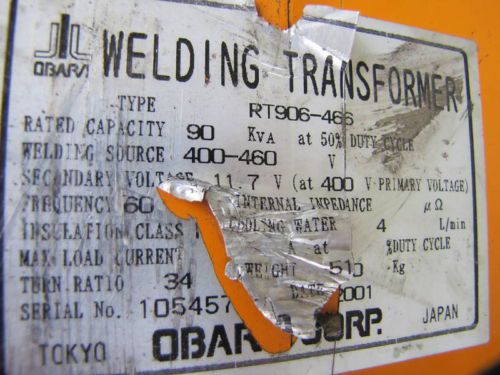 OBARA WELDING TRANSFORMER
TYPE RT906-466
RATED CAPACITY 90 KvA at 50% DUTY CYCLE
WELDING SOURCE 400-460 V
SECONDARY VOLTAGE 11.7 V (at 400 V PRIMARY VOLTAGE)
FREQUENCY 60 INTERNAL IMPEDANCE μΩ
INSULATION CLASS COOLING WATER 4 L/min
MAX LOAD CURRENT A at %DUTY CYCLE
TURN RATIO 34 WEIGHT Kg
SERIAL No. 105457 DATE 2001
OBARA CORP.
TOKYO JAPAN